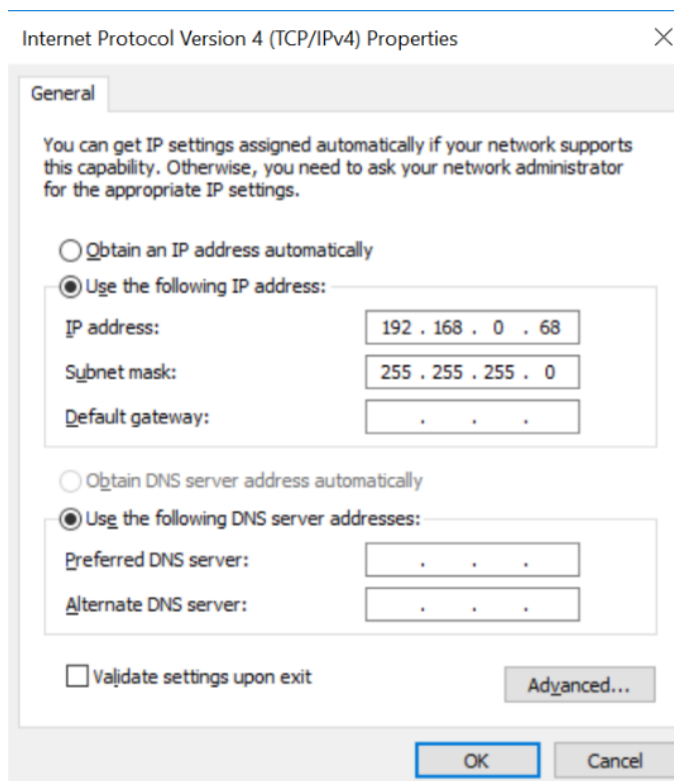 Internet Protocol Version 4 (TCP/IPv4) Properties
General
You can get IP settings assigned automatically if your network supports
this capability. Otherwise, you need to ask your network administrator
for the appropriate IP settings.
Obtain an IP address automatically
Use the following IP address:
IP address: 192 . 168 . 0 . 68
Subnet mask: 255 . 255 . 255 . 0
Default gateway: . . .
Obtain DNS server address automatically
Use the following DNS server addresses:
Preferred DNS server: . . .
Alternate DNS server: . . .
Validate settings upon exit
Advanced...
OK Cancel